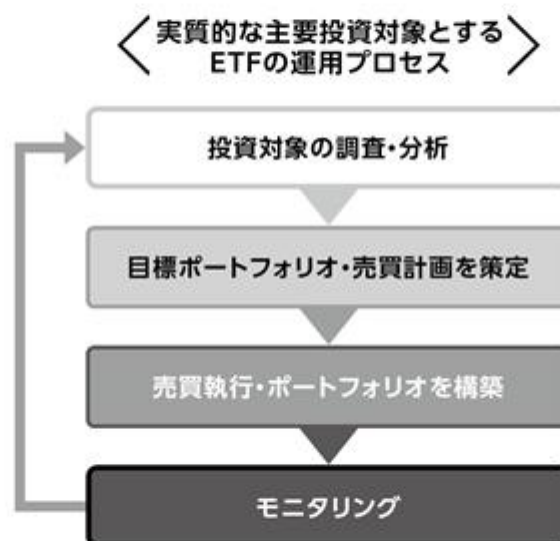 実質的な主要投資対象とする
ETFの運用プロセス
投資対象の調査・分析
目標ポートフォリオ・売買計画を策定
売買執行・ポートフォリオを構築
モニタリング